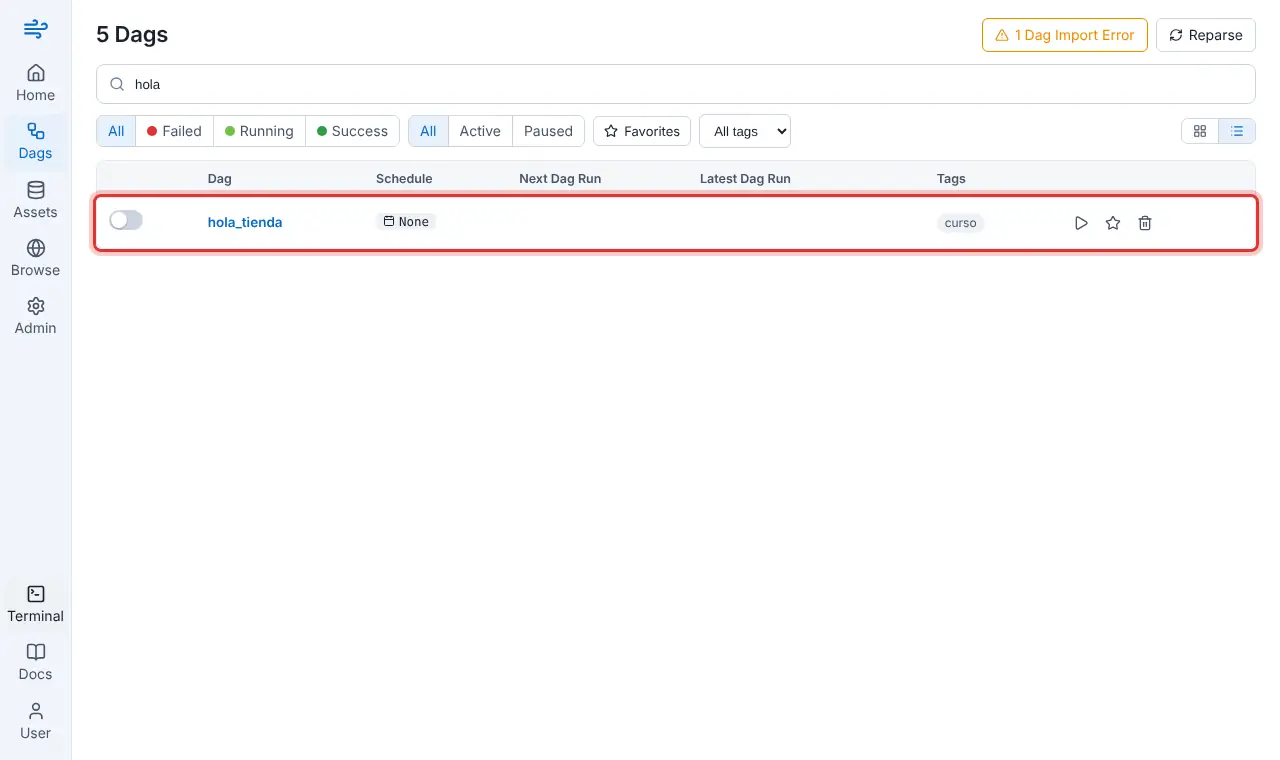 5 Dags
1 Dag Import Error
Reparse
hola
All Failed Running Success All Active Paused Favorites All tags
Dag Schedule Next Dag Run Latest Dag Run Tags
hola_tienda None curso
Home
Dags
Assets
Browse
Admin
Terminal
Docs
User